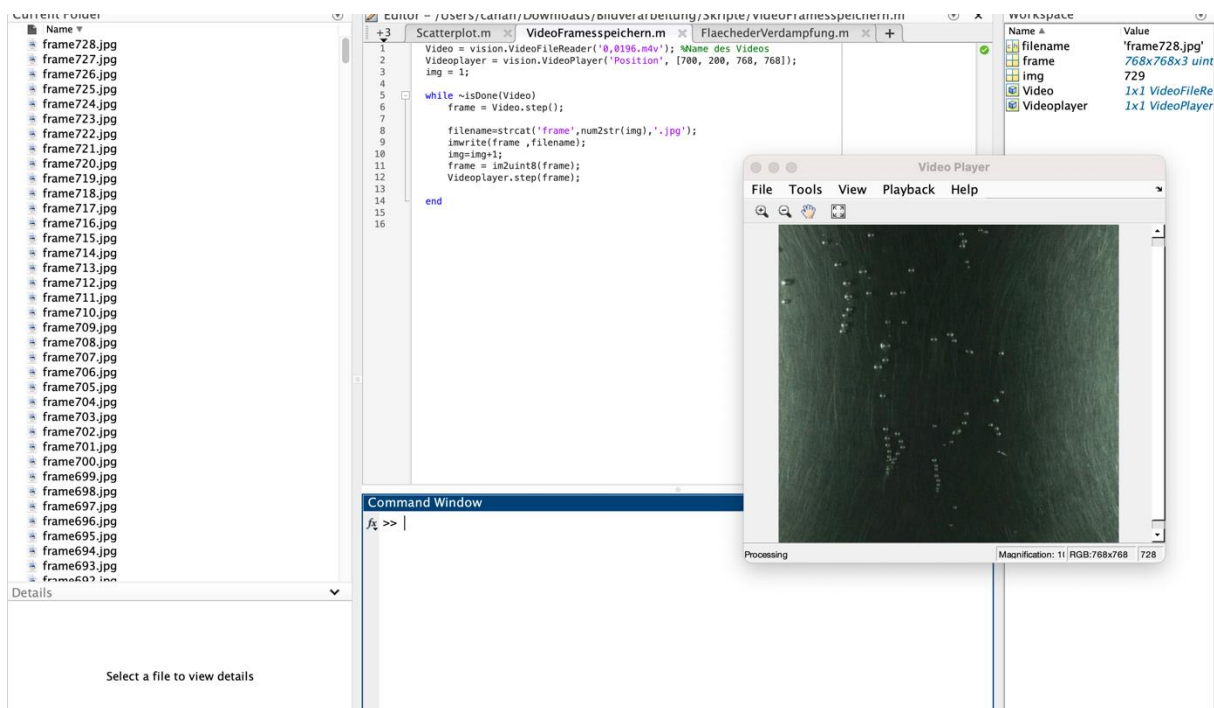 Current Folder
Name ▼
frame728.jpg
frame727.jpg
frame726.jpg
frame725.jpg
frame724.jpg
frame723.jpg
frame722.jpg
frame721.jpg
frame720.jpg
frame719.jpg
frame718.jpg
frame717.jpg
frame716.jpg
frame715.jpg
frame714.jpg
frame713.jpg
frame712.jpg
frame711.jpg
frame710.jpg
frame709.jpg
frame708.jpg
frame707.jpg
frame706.jpg
frame705.jpg
frame704.jpg
frame703.jpg
frame702.jpg
frame701.jpg
frame700.jpg
frame699.jpg
frame698.jpg
frame697.jpg
frame696.jpg
frame695.jpg
frame694.jpg
frame693.jpg
frame692.jpg
Details
Select a file to view details
Editor – /Users/canan/Downloads/Bildverarbeitung/Skripte/VideoFramesspeichern.m
+3 Scatterplot.m VideoFramesspeichern.m FlaechederVerdampfung.m +
1 Video = vision.VideoFileReader('0,0196.m4v'); %Name des Videos
2 Videoplayer = vision.VideoPlayer('Position', [700, 200, 768, 768]);
3 img = 1;
4
5 while ~isDone(Video)
6 frame = Video.step();
7
8 filename=strcat('frame',num2str(img),'.jpg');
9 imwrite(frame ,filename);
10 img=img+1;
11 frame = im2uint8(frame);
12 Videoplayer.step(frame);
13
14 end
15
16
Command Window
fx >>
Workspace
Name ▲ Value
filename 'frame728.jpg'
frame 768x768x3 uint
img 729
Video 1x1 VideoFileRe
Videoplayer 1x1 VideoPlayer
Video Player
File Tools View Playback Help
Processing
Magnification: 1 RGB:768x768 728